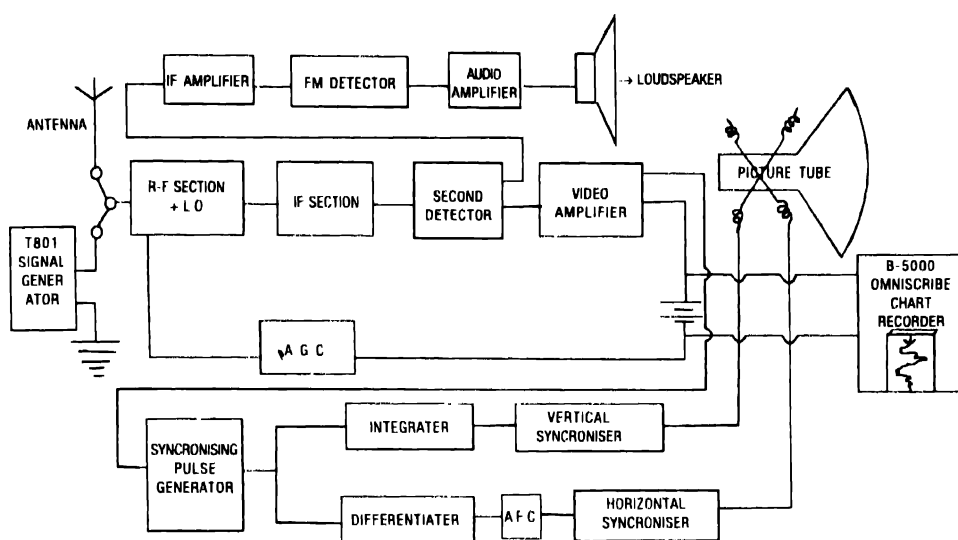 IF AMPLIFIER
FM DETECTOR
AUDIO
AMPLIFIER
LOUDSPEAKER
ANTENNA
R-F SECTION
+ L O
IF SECTION
SECOND
DETECTOR
VIDEO
AMPLIFIER
PICTURE TUBE
T801
SIGNAL
GENER
ATOR
B-5000
OMNISCRIBE
CHART
RECORDER
A G C
SYNCRONISING
PULSE
GENERATOR
INTEGRATER
VERTICAL
SYNCRONISER
DIFFERENTIATER
A F C
HORIZONTAL
SYNCRONISER